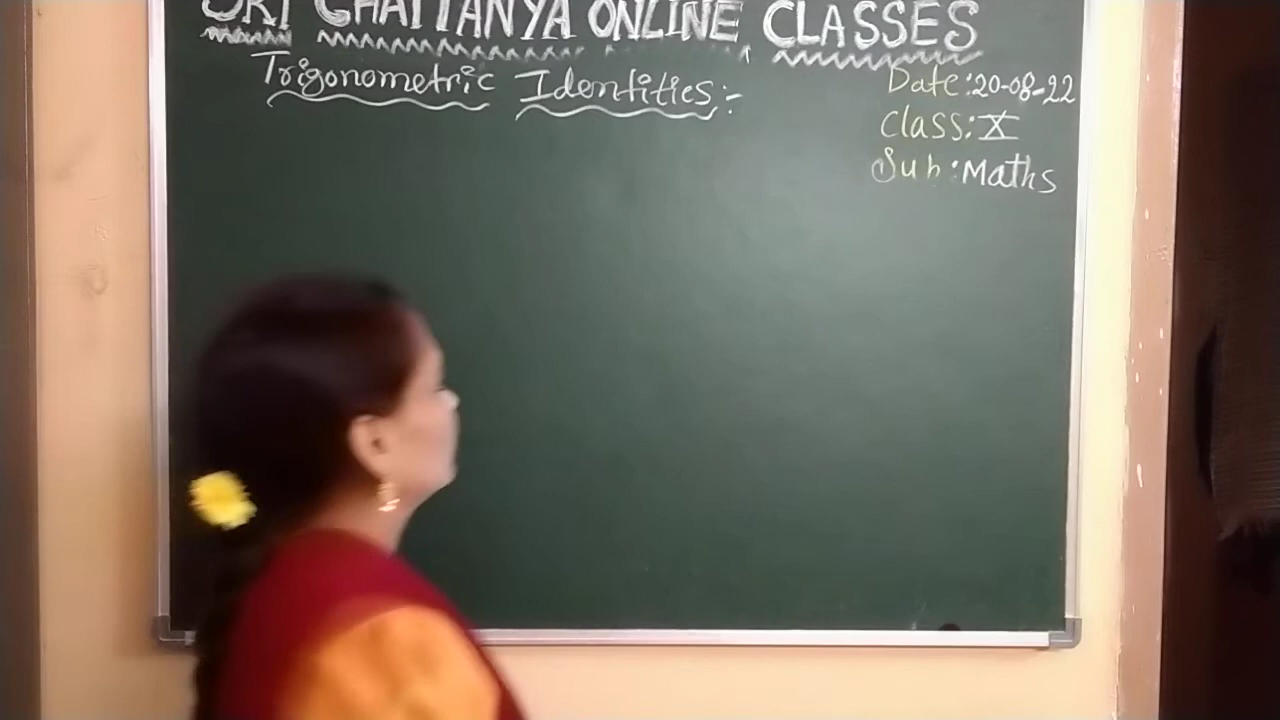 SRI CHAITANYA ONLINE CLASSES
Trigonometric Identities:-
Date:20-08-22
Class:X
Sub:Maths